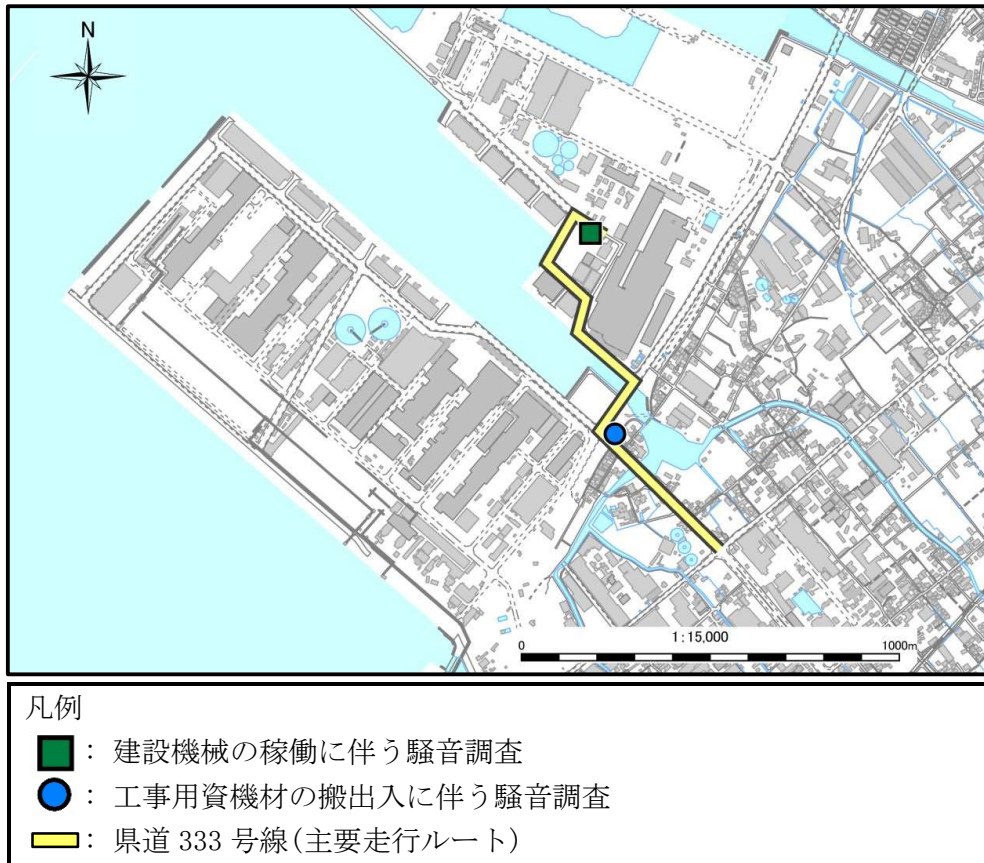 N
1:15,000
0 1000m
凡例
: 建設機械の稼働に伴う騒音調査
: 工事用資機材の搬出入に伴う騒音調査
: 県道 333 号線(主要走行ルート)